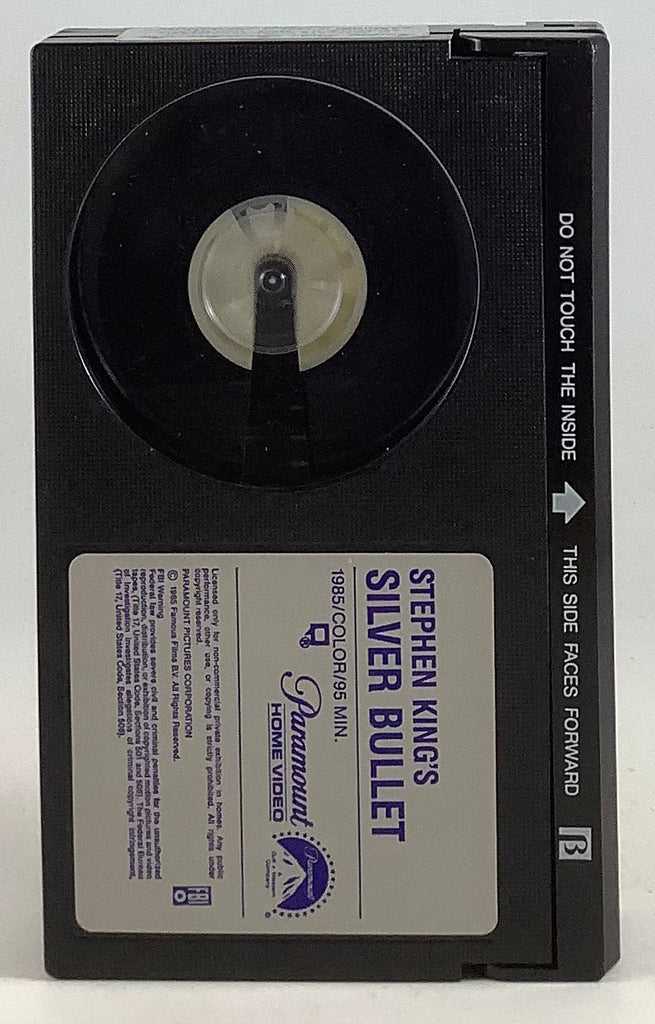 DO NOT TOUCH THE INSIDE THIS SIDE FACES FORWARD β
STEPHEN KING'S
SILVER BULLET
1985/COLOR/95 MIN.
Paramount
HOME VIDEO
Paramount
A Gulf + Western
Company
®
Licensed only for non-commercial private exhibition in homes. Any public
performance, other use, or copying is strictly prohibited. All rights under
copyright reserved.
PARAMOUNT PICTURES CORPORATION
© 1985 Famous Films B.V. All Rights Reserved.
FBI Warning
Federal law provides severe civil and criminal penalties for the unauthorized
reproduction, distribution, or exhibition of copyrighted motion pictures and video
tapes, (Title 17, United States Code, Sections 501 and 506). The Federal Bureau
of Investigation investigates allegations of criminal copyright infringement,
(Title 17, United States Code, Section 506).
FBI